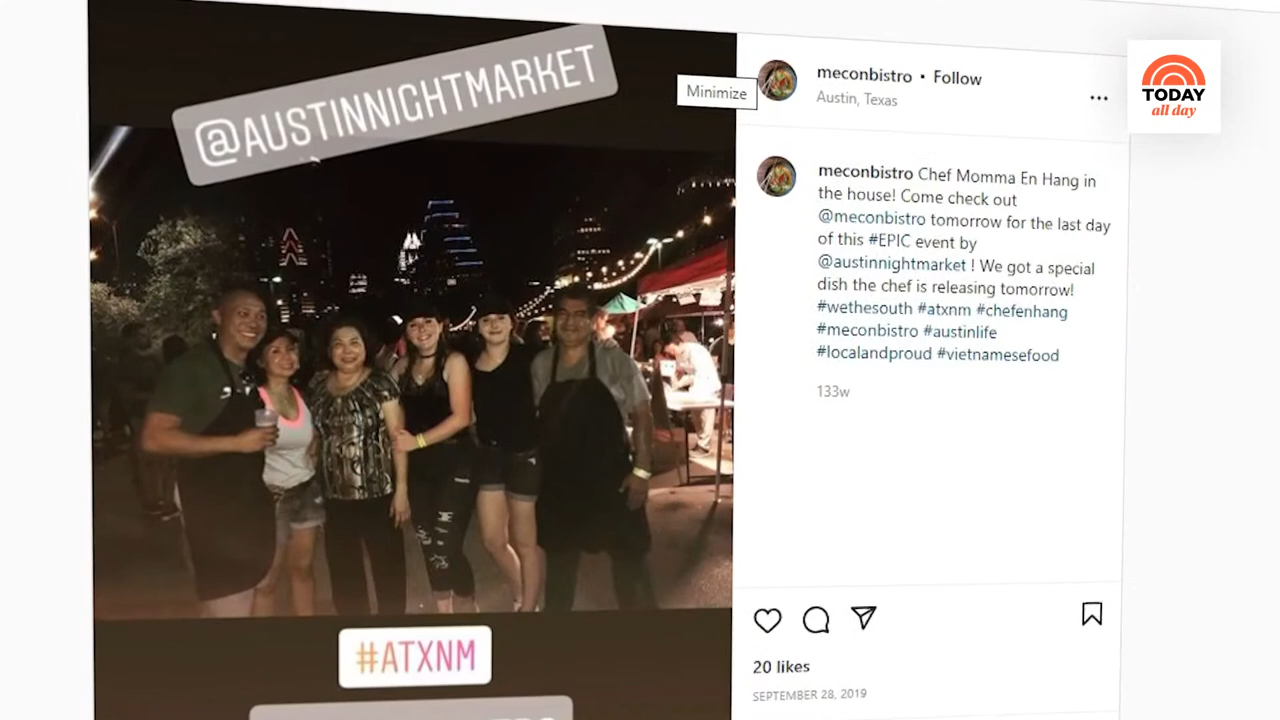 @AUSTINNIGHTMARKET
#ATXNM
Minimize
meconbistro • Follow
Austin, Texas
meconbistro Chef Momma En Hang in
the house! Come check out
@meconbistro tomorrow for the last day
of this #EPIC event by
@austinnightmarket ! We got a special
dish the chef is releasing tomorrow!
#wethesouth #atxnm #chefenhang
#meconbistro #austinlife
#localandproud #vietnamesefood
133w
20 likes
SEPTEMBER 28, 2019
TODAY
all day